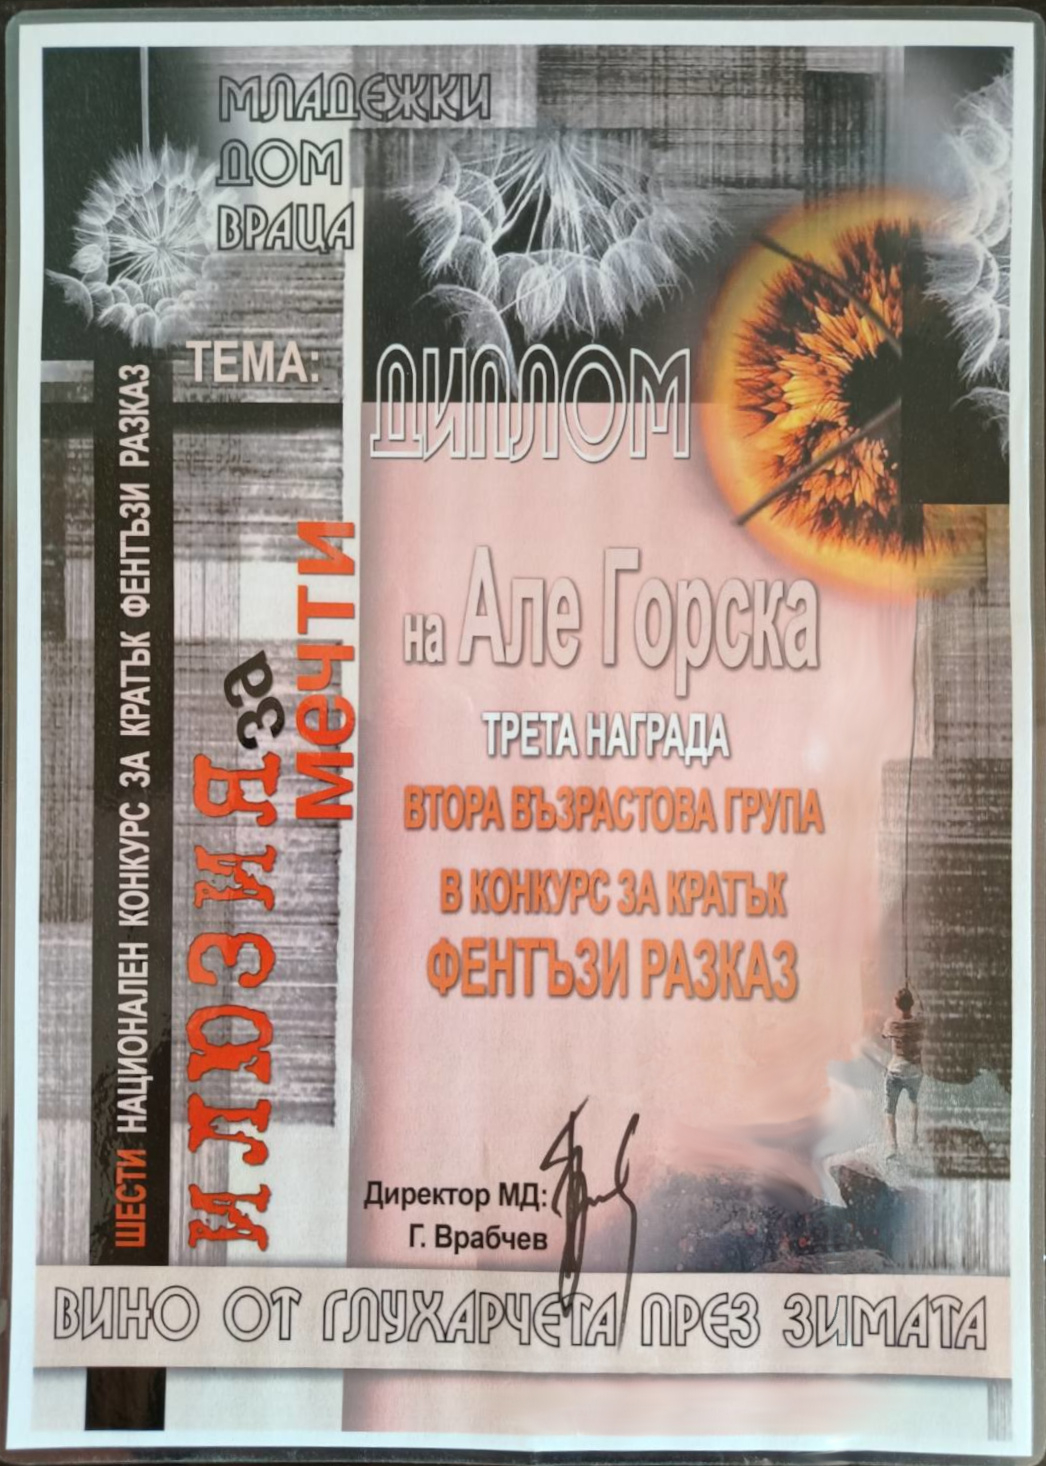 МЛАДЕЖКИ
ДОМ
ВРАЦА
ШЕСТИ НАЦИОНАЛЕН КОНКУРС ЗА КРАТЪК ФЕНТЪЗИ РАЗКАЗ
ТЕМА:
ИЛЮЗИЯ
за
мечти
ДИПЛОМ
на Але Горска
ТРЕТА НАГРАДА
ВТОРА ВЪЗРАСТОВА ГРУПА
В КОНКУРС ЗА КРАТЪК
ФЕНТЪЗИ РАЗКАЗ
Директор МД:
Г. Врабчев
ВИНО ОТ ГЛУХАРЧЕТА ПРЕЗ ЗИМАТА